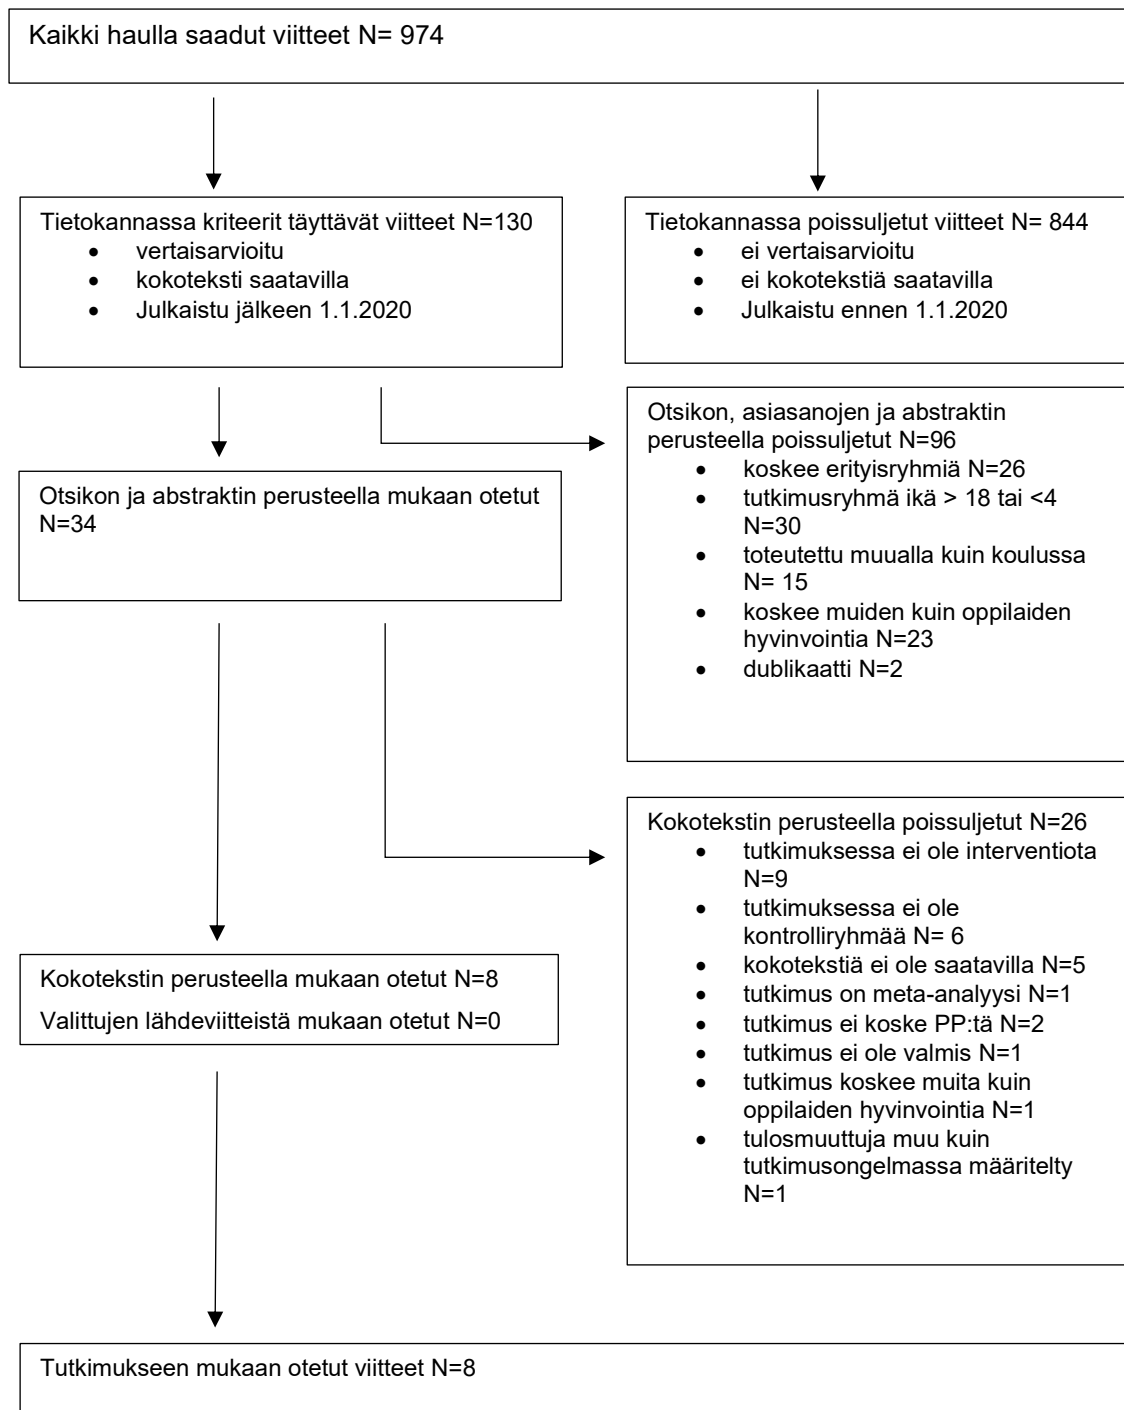 Kaikki haulla saadut viitteet N= 974
Tietokannassa kriteerit täyttävät viitteet N=130
• vertaisarvioitu
• kokoteksti saatavilla
• Julkaistu jälkeen 1.1.2020
Tietokannassa poissuljetut viitteet N= 844
• ei vertaisarvioitu
• ei kokotekstiä saatavilla
• Julkaistu ennen 1.1.2020
Otsikon, asiasanojen ja abstraktin
perusteella poissuljetut N=96
• koskee erityisryhmiä N=26
• tutkimusryhmä ikä > 18 tai <4
N=30
• toteutettu muualla kuin koulussa
N= 15
• koskee muiden kuin oppilaiden
hyvinvointia N=23
• dublikaatti N=2
Otsikon ja abstraktin perusteella mukaan otetut
N=34
Kokotekstin perusteella poissuljetut N=26
• tutkimuksessa ei ole interventiota
N=9
• tutkimuksessa ei ole
kontrolliryhmää N= 6
• kokotekstiä ei ole saatavilla N=5
• tutkimus on meta-analyysi N=1
• tutkimus ei koske PP:tä N=2
• tutkimus ei ole valmis N=1
• tutkimus koskee muita kuin
oppilaiden hyvinvointia N=1
• tulosmuuttuja muu kuin
tutkimusongelmassa määritelty
N=1
Kokotekstin perusteella mukaan otetut N=8
Valittujen lähdeviitteistä mukaan otetut N=0
Tutkimukseen mukaan otetut viitteet N=8